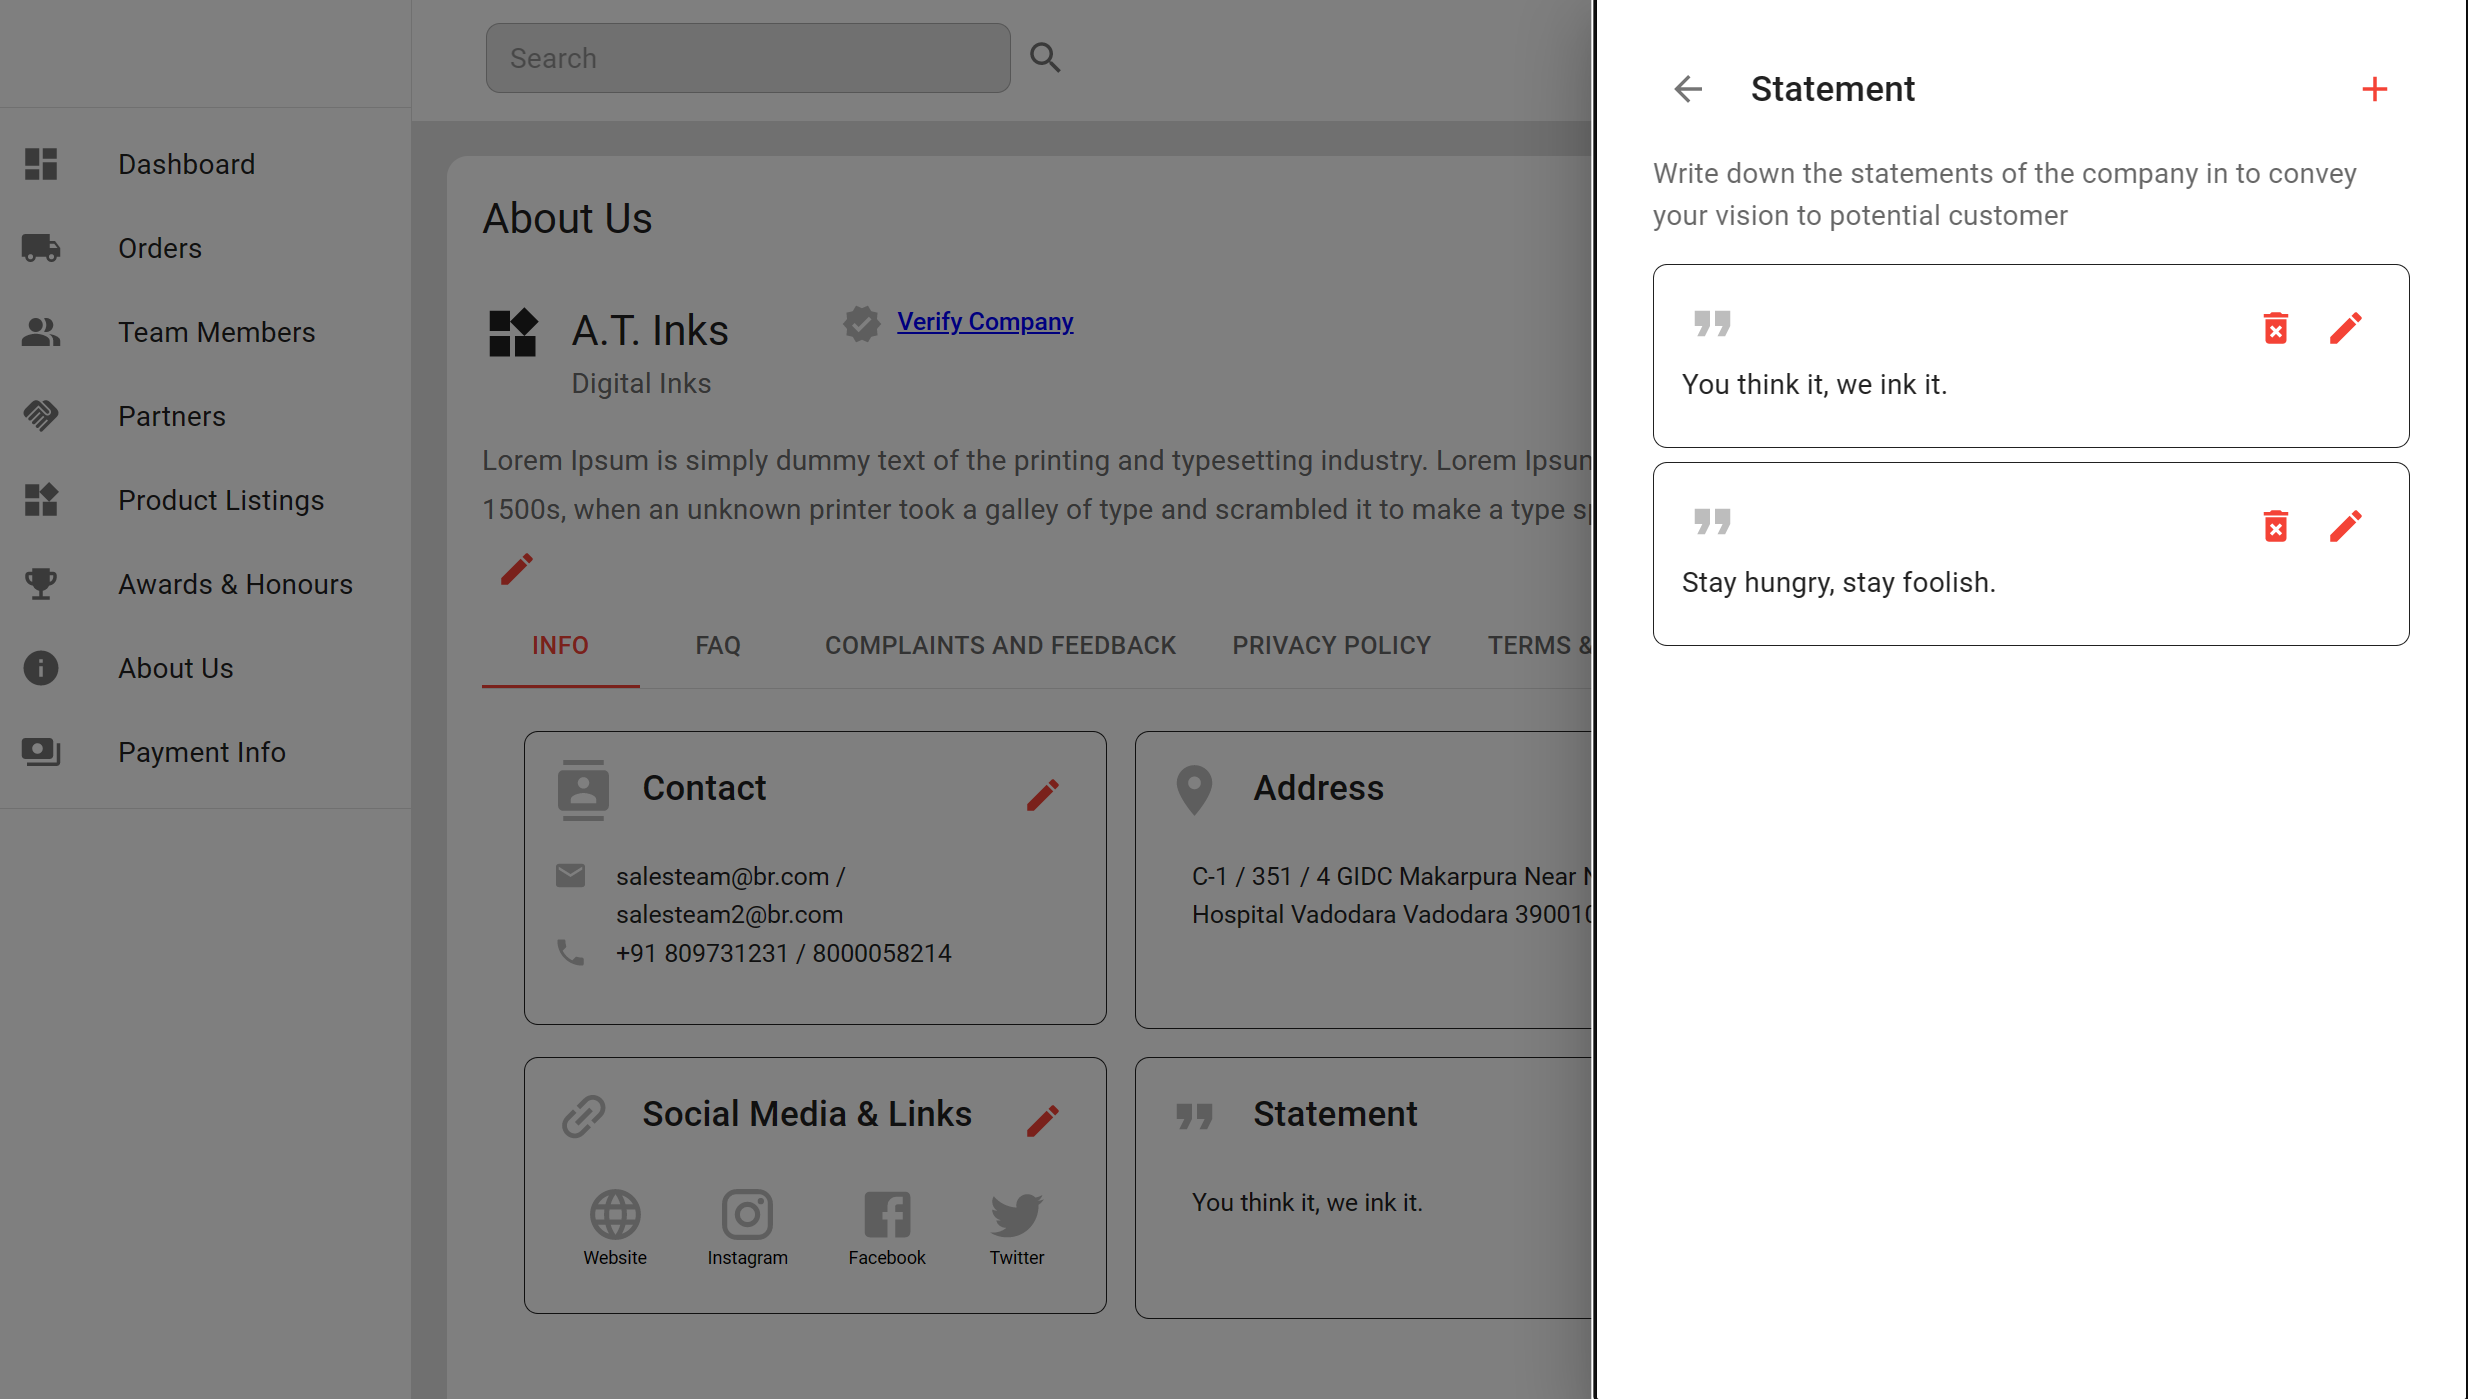 Search
Dashboard
Orders
Team Members
Partners
Product Listings
Awards & Honours
About Us
Payment Info
About Us
A.T. Inks
Verify Company
Digital Inks
Lorem Ipsum is simply dummy text of the printing and typesetting industry. Lorem Ipsum
1500s, when an unknown printer took a galley of type and scrambled it to make a type
INFO
FAQ
COMPLAINTS AND FEEDBACK
PRIVACY POLICY
TERMS &
Contact
salesteam@br.com /
salesteam2@br.com
+91 809731231 / 8000058214
Address
C-1 / 351 / 4 GIDC Makarpura Near
Hospital Vadodara Vadodara 390010
Social Media & Links
Website
Instagram
Facebook
Twitter
Statement
You think it, we ink it.
Statement
Write down the statements of the company in to convey
your vision to potential customer
You think it, we ink it.
Stay hungry, stay foolish.